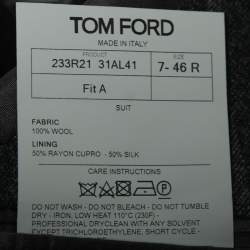 TOM FORD
MADE IN ITALY
PRODUCT SIZE
233R21 31AL41 7- 46 R
Fit A
SUIT
FABRIC
100% WOOL
LINING
50% RAYON CUPRO - 50% SILK
CARE INSTRUCTIONS
DO NOT WASH - DO NOT BLEACH - DO NOT TUMBLE
DRY - IRON, LOW HEAT 110°C (230F) -
PROFESSIONAL DRYCLEAN WITH ANY SOLVENT
EXCEPT TRICHLOROETHYLENE, SHORT CYCLE -